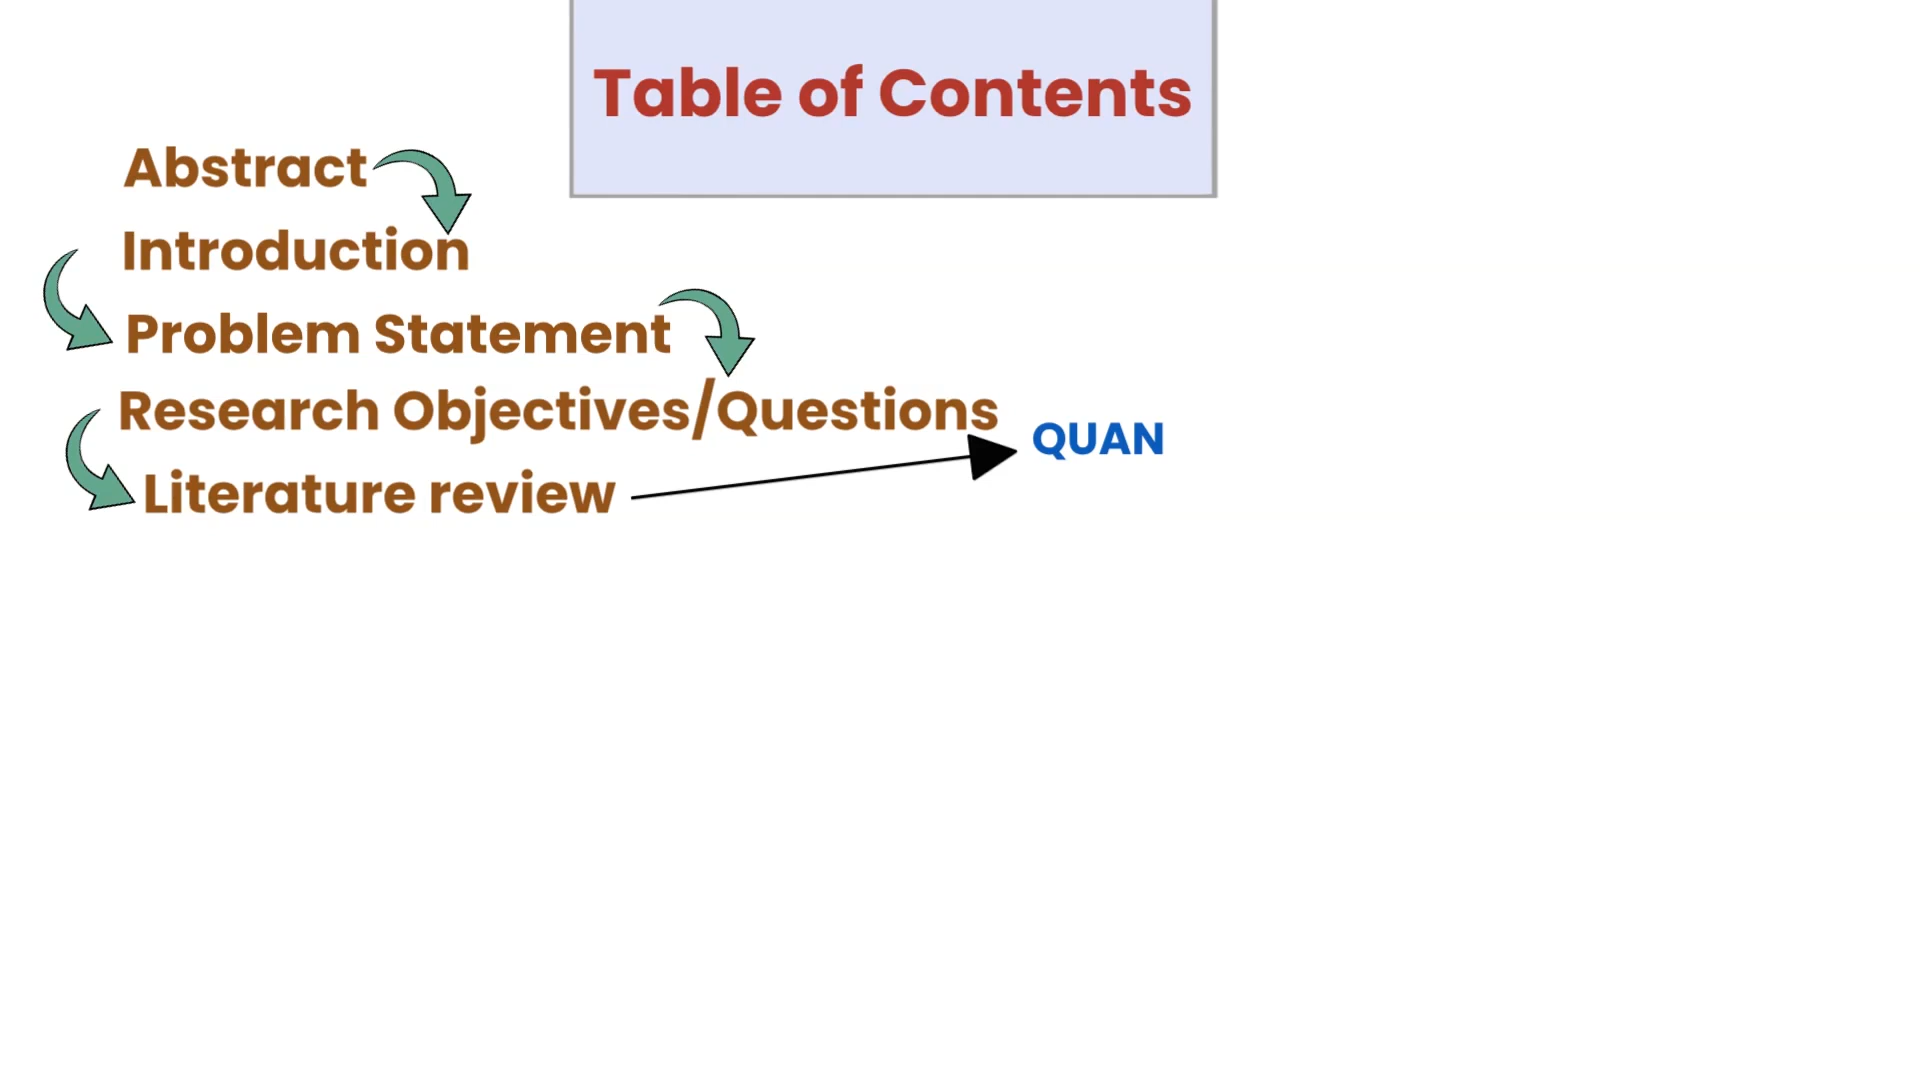 Table of Contents
Abstract
Introduction
Problem Statement
Research Objectives/Questions
QUAN
Literature review